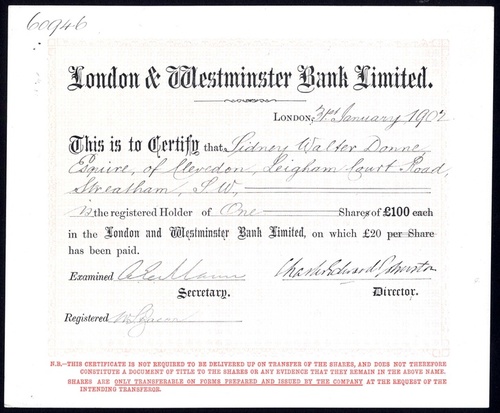 60946
London & Westminster Bank Limited.
LONDON, 31st January 1902
This is to Certify that Sidney Walter Donne
Esquire, of Clevedon, Leigham Court Road,
Streatham, S.W.
is the registered Holder of One Share of £100 each
in the London and Westminster Bank Limited, on which £20 per Share
has been paid.
Examined
Secretary. Director.
Registered
N.B.—THIS CERTIFICATE IS NOT REQUIRED TO BE DELIVERED UP ON TRANSFER OF THE SHARES, AND DOES NOT THEREFORE
CONSTITUTE A DOCUMENT OF TITLE TO THE SHARES OR ANY EVIDENCE THAT THEY REMAIN IN THE ABOVE NAME.
SHARES ARE ONLY TRANSFERABLE ON FORMS PREPARED AND ISSUED BY THE COMPANY AT THE REQUEST OF THE
INTENDING TRANSFEROR.